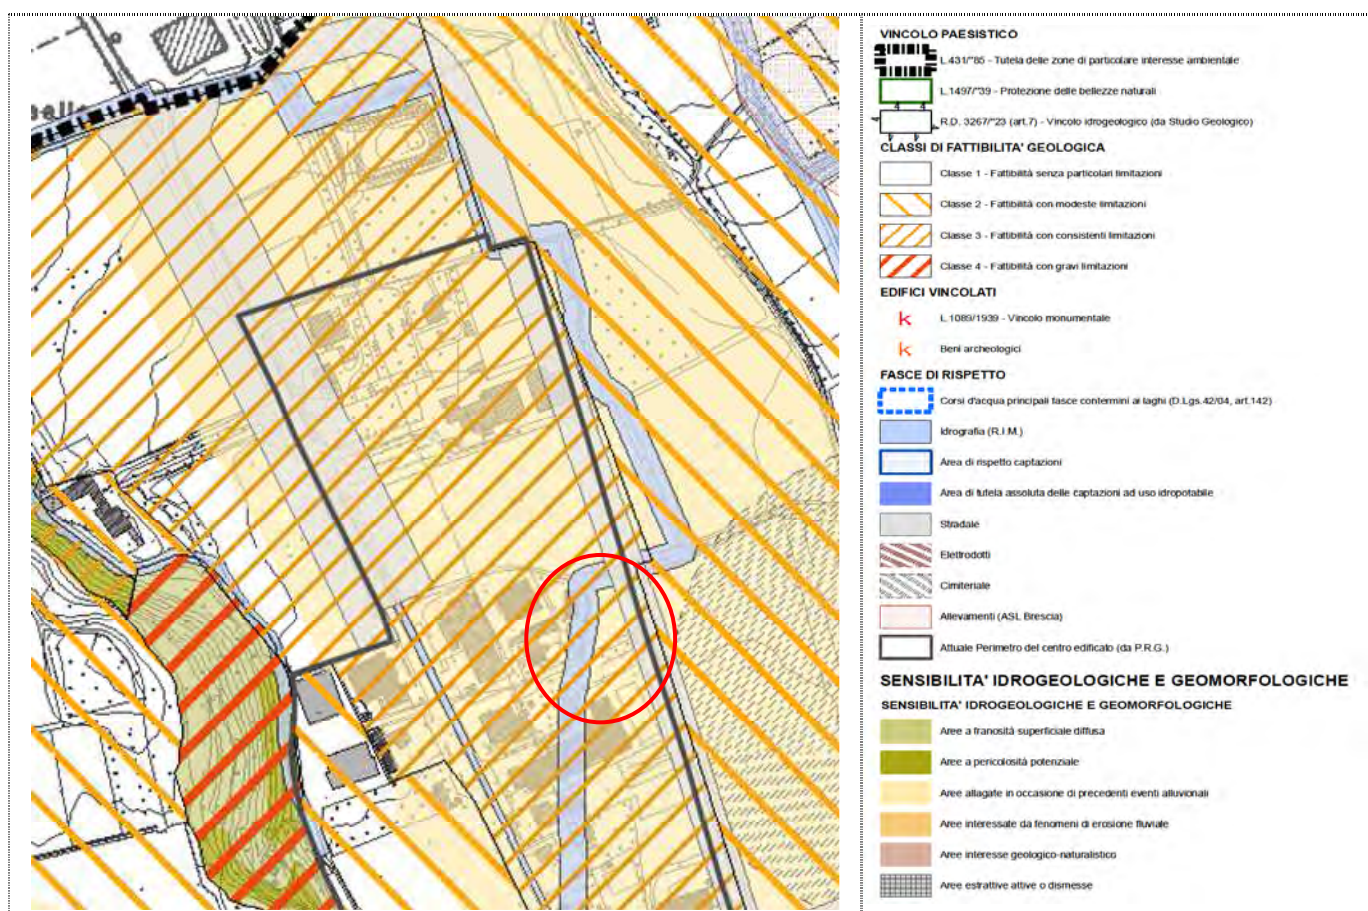 VINCOLO PAESISTICO
L.431/"85 - Tutela delle zone di particolare interesse ambientale
L.1497/"39 - Protezione delle bellezze naturali
4 4
4
R.D. 3267/"23 (art.7) - Vincolo idrogeologico (da Studio Geologico)
CLASSI DI FATTIBILITA' GEOLOGICA
Classe 1 - Fattibilità senza particolari limitazioni
Classe 2 - Fattibilità con modeste limitazioni
Classe 3 - Fattibilità con consistenti limitazioni
Classe 4 - Fattibilità con gravi limitazioni
EDIFICI VINCOLATI
k L.1089/1939 - Vincolo monumentale
k Beni archeologici
FASCE DI RISPETTO
Corsi d'acqua principali fasce contermini ai laghi (D.Lgs.42/04, art.142)
Idrografia (R.I.M.)
Area di rispetto captazioni
Area di tutela assoluta delle captazioni ad uso idropotabile
Stradale
Elettrodotti
Cimiteriale
Allevamenti (ASL Brescia)
Attuale Perimetro del centro edificato (da P.R.G.)
SENSIBILITA' IDROGEOLOGICHE E GEOMORFOLOGICHE
SENSIBILITA' IDROGEOLOGICHE E GEOMORFOLOGICHE
Aree a franosità superficiale diffusa
Aree a pericolosità potenziale
Aree allagate in occasione di precedenti eventi alluvionali
Aree interessate da fenomeni di erosione fluviale
Aree interesse geologico-naturalistico
Aree estrattive attive o dismesse